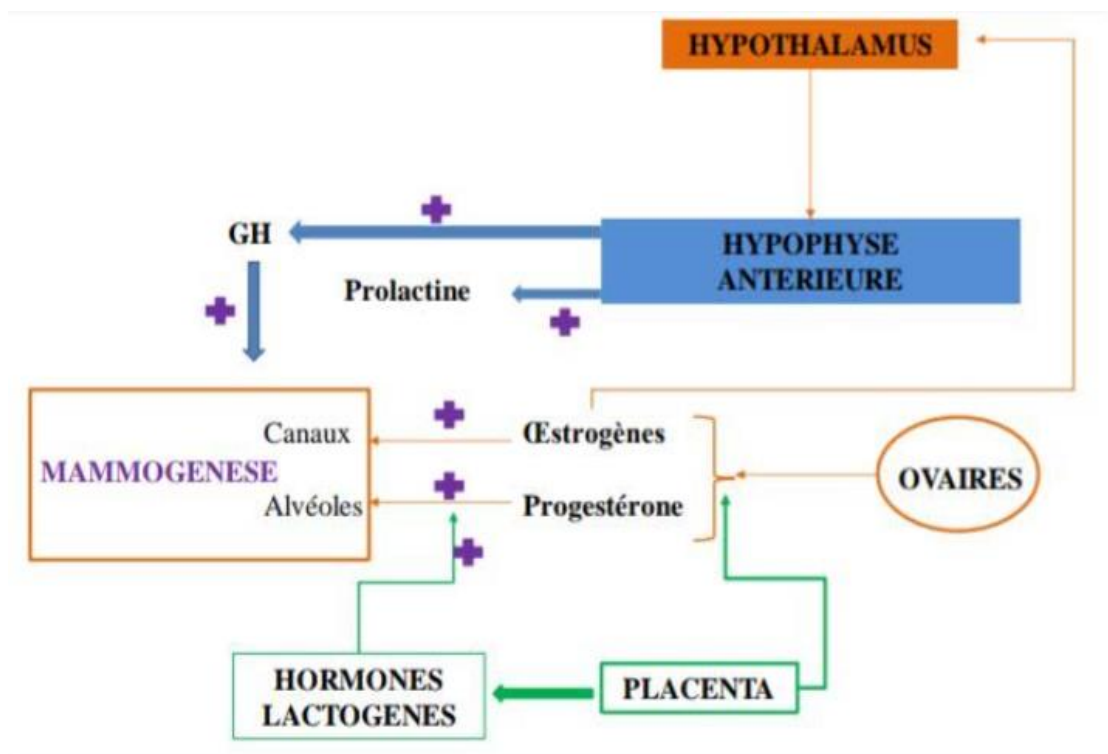 HYPOTHALAMUS
GH
HYPOPHYSE
ANTERIEURE
Prolactine
Canaux
Œstrogènes
MAMMOGENESE
OVAIRES
Alvéoles
Progestérone
HORMONES
LACTOGENES
PLACENTA